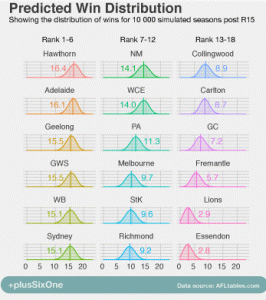 Predicted Win Distribution
Showing the distribution of wins for 10 000 simulated seasons post R15
Rank 1-6 Rank 7-12 Rank 13-18
Hawthorn NM Collingwood
16.4 14.1 8.9
Adelaide WCE Carlton
16.1 14.0 8.7
Geelong PA GC
15.5 11.3 7.2
GWS Melbourne Fremantle
15.5 9.7 5.7
WB StK Lions
15.1 9.6 2.9
Sydney Richmond Essendon
15.1 9.2 2.8
0 5 10 15 20 0 5 10 15 20 0 5 10 15 20
+plusSixOne Data source: AFLtables.com